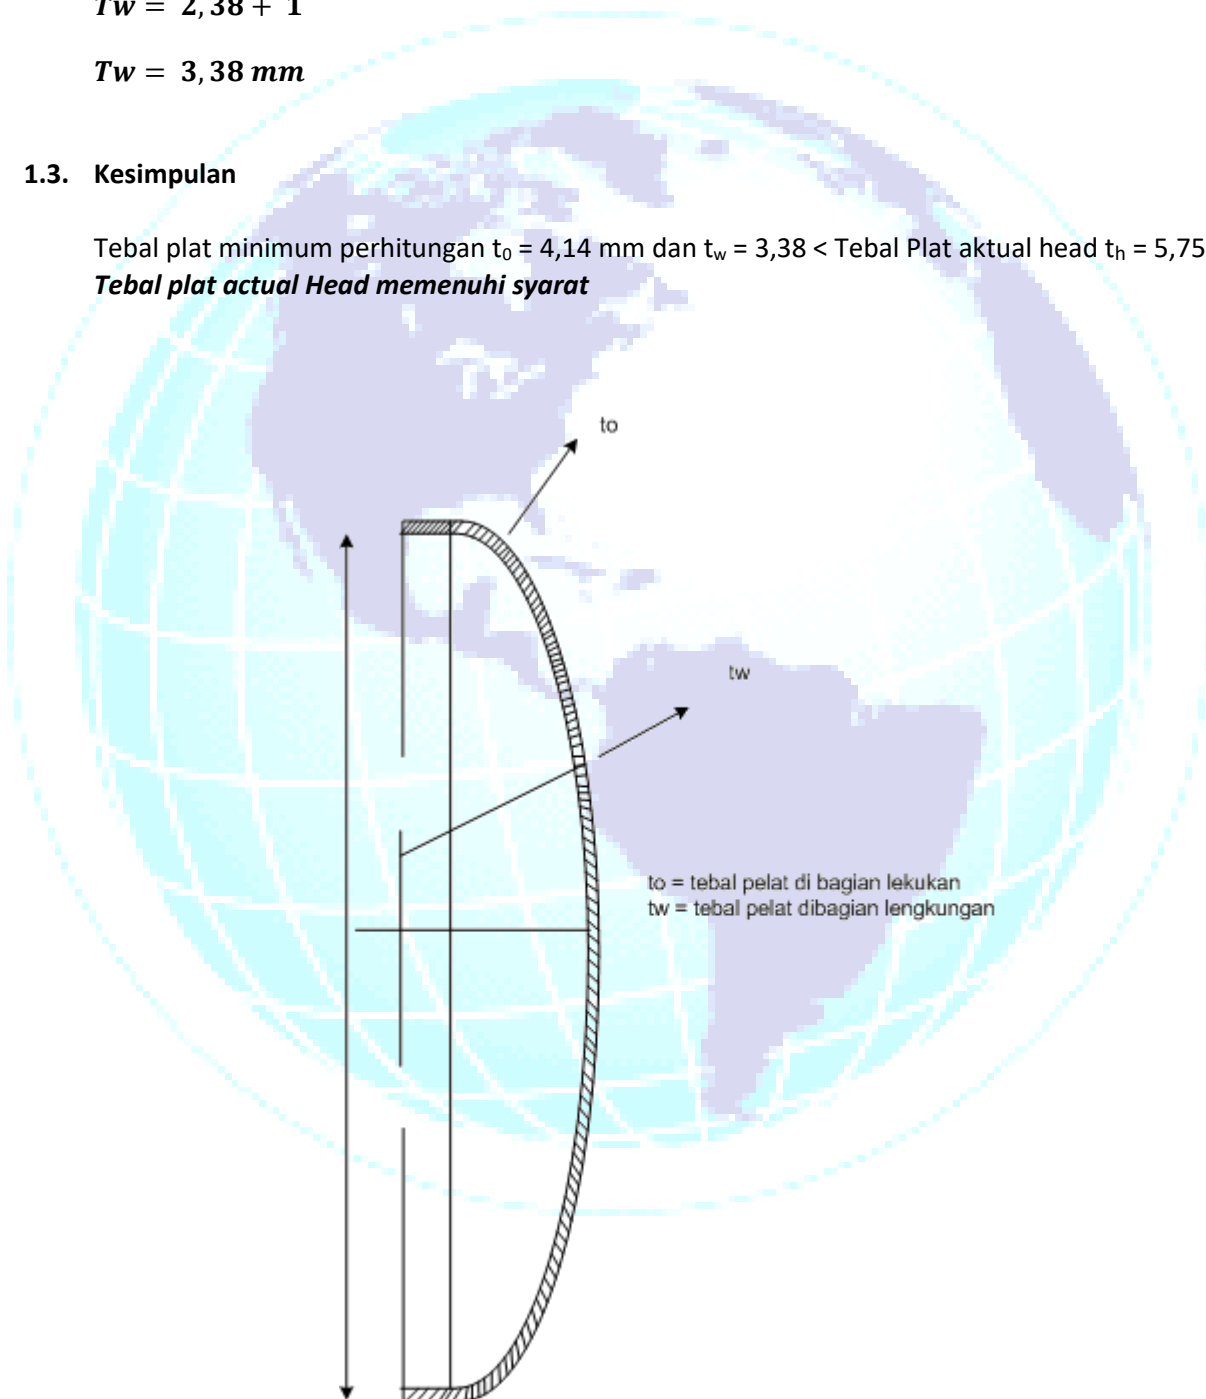 Tw = 2,38 + 1
Tw = 3,38 mm
1.3. Kesimpulan
Tebal plat minimum perhitungan t₀ = 4,14 mm dan tw = 3,38 < Tebal Plat aktual head th = 5,75
Tebal plat actual Head memenuhi syarat
to
tw
to = tebal pelat di bagian lekukan
tw = tebal pelat dibagian lengkungan